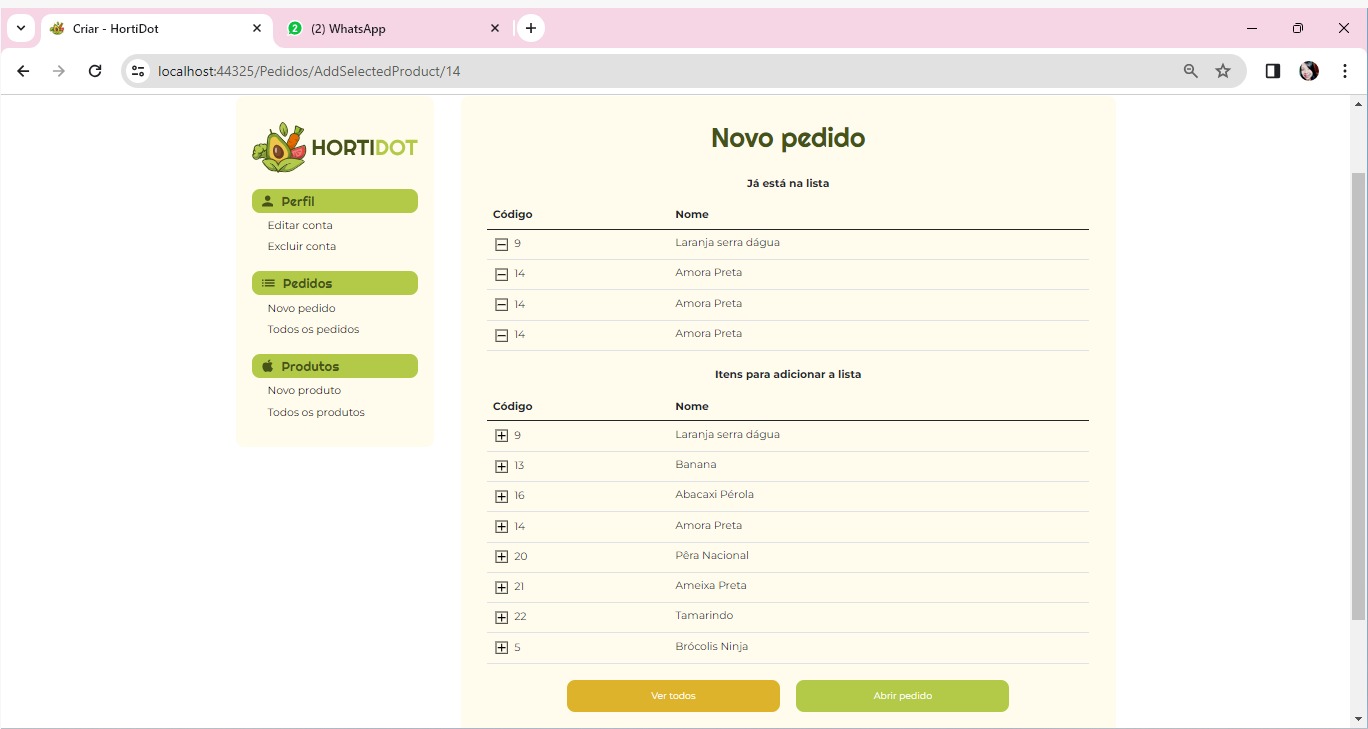 Criar - HortiDot
2 (2) WhatsApp
localhost:44325/Pedidos/AddSelectedProduct/14
HORTIDOT
Perfil
Editar conta
Excluir conta
Pedidos
Novo pedido
Todos os pedidos
Produtos
Novo produto
Todos os produtos
Novo pedido
Já está na lista
Código Nome
9 Laranja serra dágua
14 Amora Preta
14 Amora Preta
14 Amora Preta
Itens para adicionar a lista
Código Nome
9 Laranja serra dágua
13 Banana
16 Abacaxi Pérola
14 Amora Preta
20 Pêra Nacional
21 Ameixa Preta
22 Tamarindo
5 Brócolis Ninja
Ver todos Abrir pedido